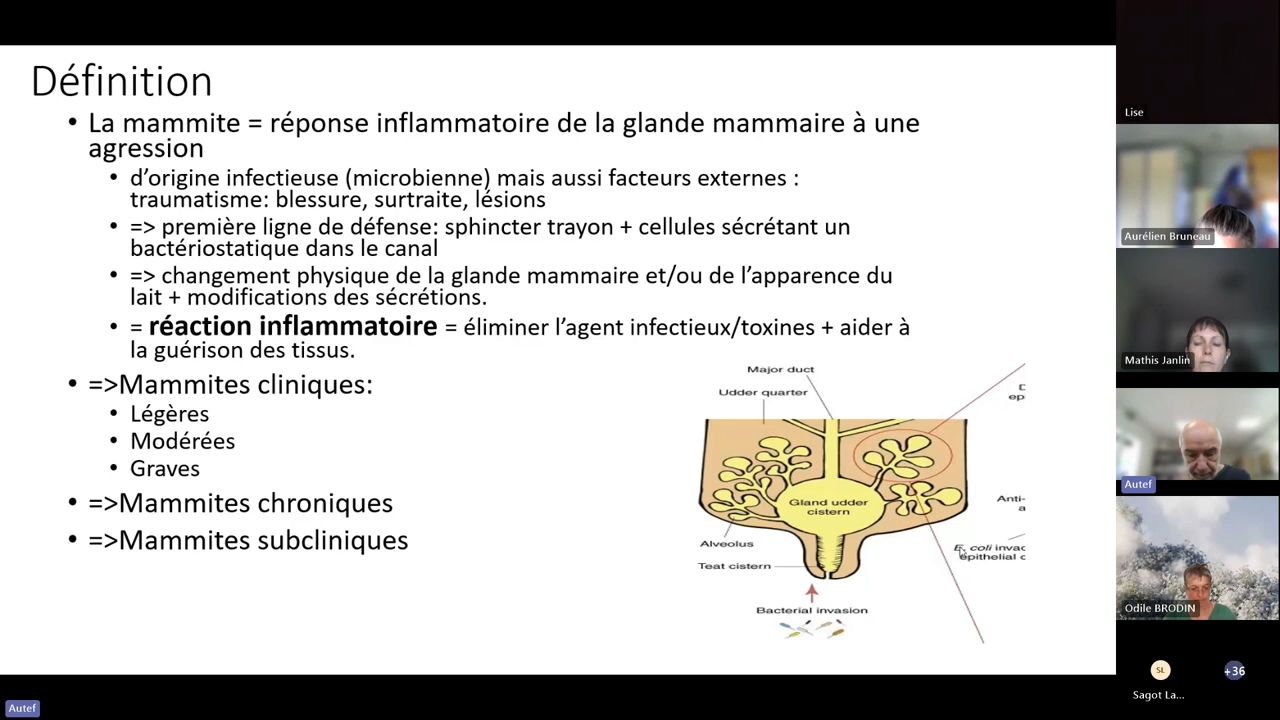 Définition
• La mammite = réponse inflammatoire de la glande mammaire à une
agression
• d’origine infectieuse (microbienne) mais aussi facteurs externes :
traumatisme: blessure, surtraite, lésions
• => première ligne de défense: sphincter trayon + cellules sécrétant un
bactériostatique dans le canal
• => changement physique de la glande mammaire et/ou de l’apparence du
lait + modifications des sécrétions.
• = réaction inflammatoire = éliminer l’agent infectieux/toxines + aider à
la guérison des tissus.
• =>Mammites cliniques:
• Légères
• Modérées
• Graves
• =>Mammites chroniques
• =>Mammites subcliniques
Major duct
Udder quarter
Gland udder
cistern
Alveolus
Teat cistern
Bacterial invasion
D
ep
Anti-
a
E. coli invac
epithelial c
Lise
Aurélien Bruneau
Mathis Janlin
Autef
Odile BRODIN
SL
+36
Sagot La...
Autef